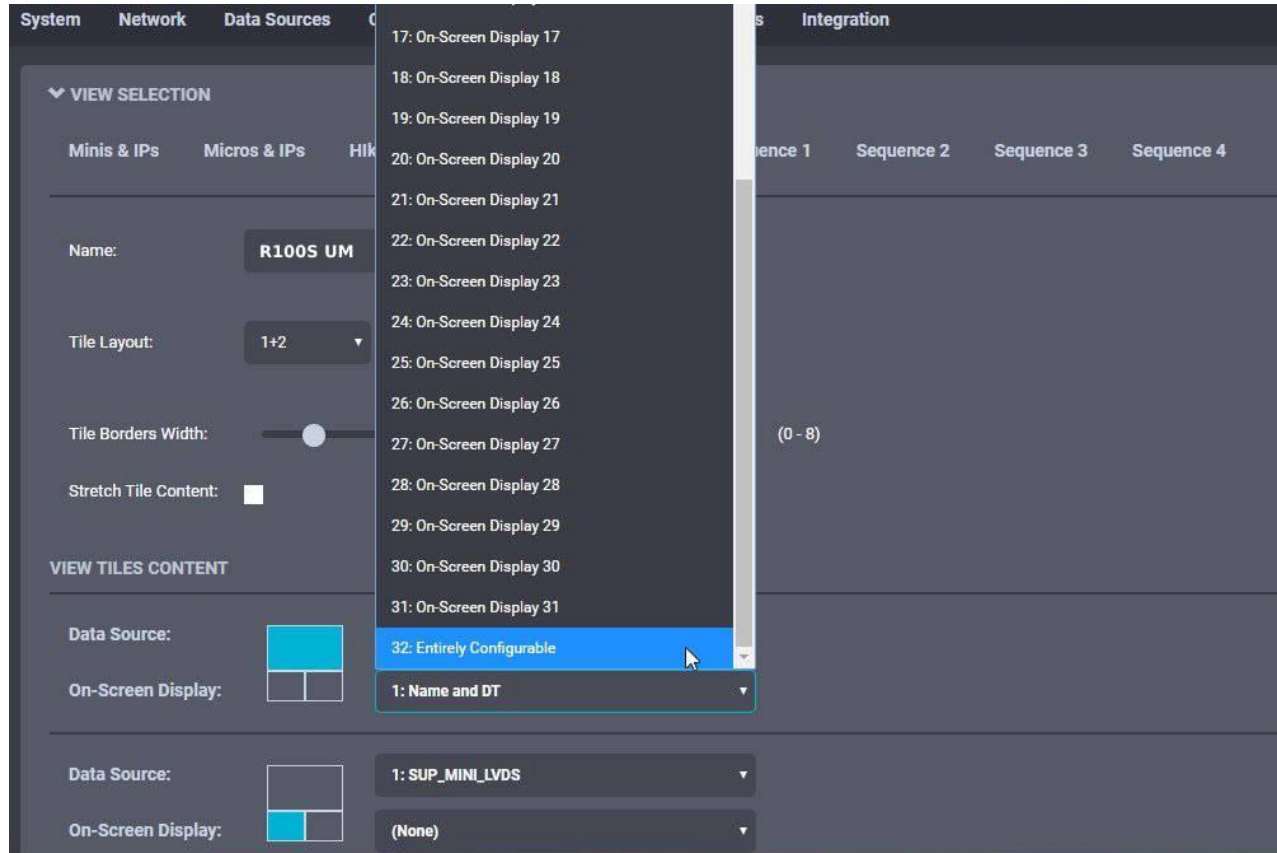 System Network Data Sources Integration
17: On-Screen Display 17
18: On-Screen Display 18
19: On-Screen Display 19
20: On-Screen Display 20
21: On-Screen Display 21
22: On-Screen Display 22
23: On-Screen Display 23
24: On-Screen Display 24
25: On-Screen Display 25
26: On-Screen Display 26
27: On-Screen Display 27
28: On-Screen Display 28
29: On-Screen Display 29
30: On-Screen Display 30
31: On-Screen Display 31
32: Entirely Configurable
VIEW SELECTION
Minis & IPs Micros & IPs HIk ence 1 Sequence 2 Sequence 3 Sequence 4
Name: R100S UM
Tile Layout: 1+2
Tile Borders Width: (0 - 8)
Stretch Tile Content:
VIEW TILES CONTENT
Data Source:
On-Screen Display: 1: Name and DT
Data Source: 1: SUP_MINI_LVDS
On-Screen Display: (None)